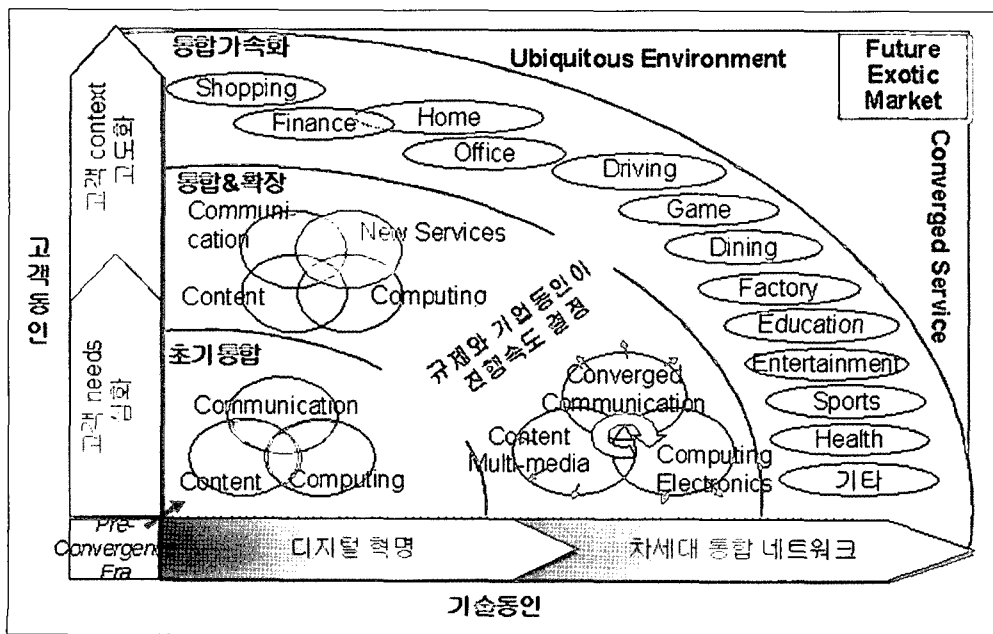 통합가속화
Ubiquitous Environment
Future
Exotic
Market
Shopping
Finance
Home
Office
Driving
Game
Dining
Factory
Education
Entertainment
Sports
Health
기타
Converged Service
고객 context
고도화
고객동인
고객 needs
심화
통합&확장
Communi-
cation
New Services
Content
Computing
규제와 기업 동인이
진행속도를 결정
초기통합
Communication
Content
Computing
Converged
Communication
Content
Multi-media
Computing
Electronics
Pre-
Convergence
Era
디지털 혁명
차세대 통합 네트워크
기술동인